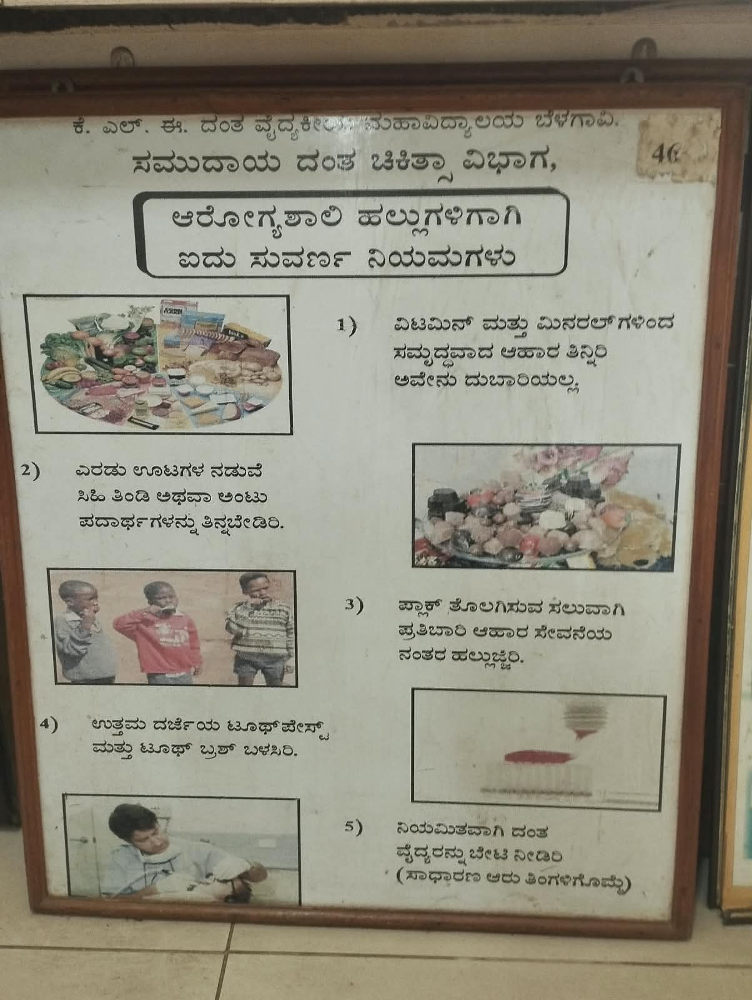 ಕೆ. ಎಲ್. ಈ. ದಂತ ವೈದ್ಯಕೀಯ ಮಹಾವಿದ್ಯಾಲಯ ಬೆಳಗಾವಿ.
ಸಮುದಾಯ ದಂತ ಚಿಕಿತ್ಸಾ ವಿಭಾಗ,
46
ಆರೋಗ್ಯಶಾಲಿ ಹಲ್ಲುಗಳಿಗಾಗಿ
ಐದು ಸುವರ್ಣ ನಿಯಮಗಳು
1) ವಿಟಮಿನ್ ಮತ್ತು ಮಿನರಲ್‌ಗಳಿಂದ
ಸಮೃದ್ಧವಾದ ಆಹಾರ ತಿನ್ನಿರಿ
ಅವೇನು ದುಬಾರಿಯಲ್ಲ.
2) ಎರಡು ಊಟಗಳ ನಡುವೆ
ಸಿಹಿ ತಿಂಡಿ ಅಥವಾ ಅಂಟು
ಪದಾರ್ಥಗಳನ್ನು ತಿನ್ನಬೇಡಿರಿ.
3) ಪ್ಲಾಕ್ ತೊಲಗಿಸುವ ಸಲುವಾಗಿ
ಪ್ರತಿಬಾರಿ ಆಹಾರ ಸೇವನೆಯ
ನಂತರ ಹಲ್ಲುಜ್ಜಿರಿ.
4) ಉತ್ತಮ ದರ್ಜೆಯ ಟೂಥ್‌ಪೇಸ್ಟ್
ಮತ್ತು ಟೂಥ್ ಬ್ರಶ್ ಬಳಸಿರಿ.
5) ನಿಯಮಿತವಾಗಿ ದಂತ
ವೈದ್ಯರನ್ನು ಬೇಟಿ ನೀಡಿರಿ
(ಸಾಧಾರಣ ಆರು ತಿಂಗಳಿಗೊಮ್ಮೆ)